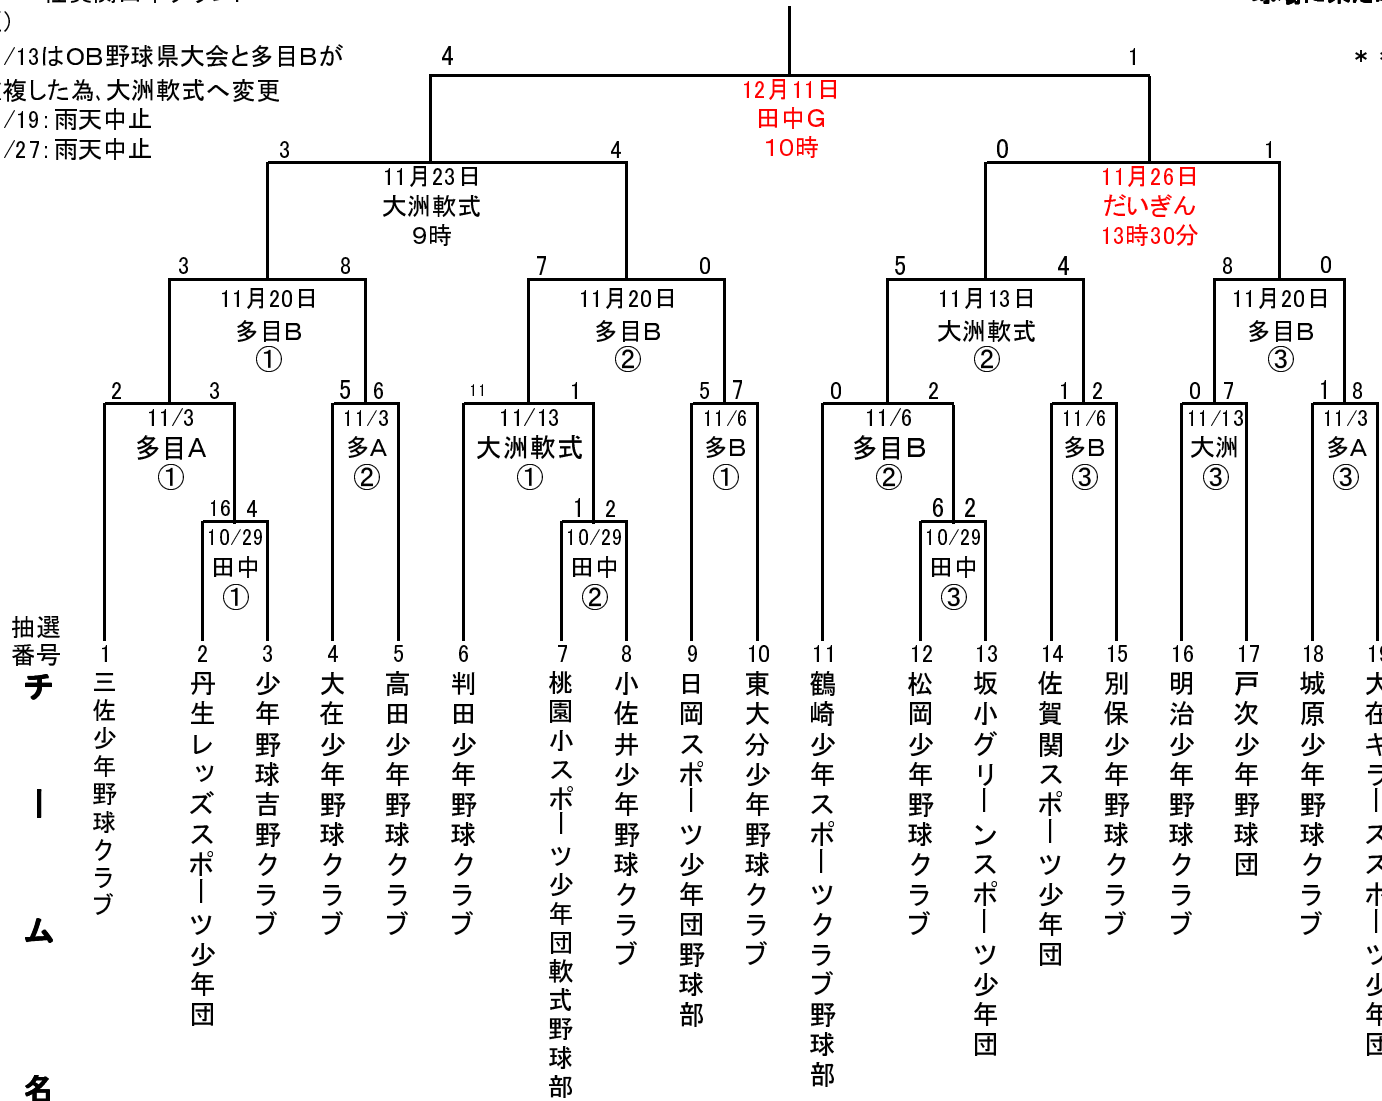 /13はOB野球県大会と多目Bが
複した為、大洲軟式へ変更
/19：雨天中止
/27：雨天中止
＊
4
1
12月11日
田中G
10時
3
4
0
1
11月23日
大洲軟式
9時
11月26日
だいぎん
13時30分
3
8
7
0
5
4
8
0
11月20日
多目B
①
11月20日
多目B
②
11月13日
大洲軟式
②
11月20日
多目B
③
2
3
5
6
11
1
5
7
0
2
1
2
0
7
1
8
11/3
多目A
①
11/3
多A
②
11/13
大洲軟式
①
11/6
多B
①
11/6
多目B
②
11/6
多B
③
11/13
大洲
③
11/3
多A
③
16
4
1
2
6
2
10/29
田中
①
10/29
田中
②
10/29
田中
③
抽選
番号
1
2
3
4
5
6
7
8
9
10
11
12
13
14
15
16
17
18
19
チーム名
三佐少年野球クラブ
丹生レッズスポーツ少年団
少年野球吉野クラブ
大在少年野球クラブ
高田少年野球クラブ
判田少年野球クラブ
桃園小スポーツ少年団軟式野球部
小佐井少年野球クラブ
日岡スポーツ少年団野球部
東大分少年野球クラブ
鶴崎少年スポーツクラブ野球部
松岡少年野球クラブ
坂小グリーンスポーツ少年団
佐賀関スポーツ少年団
別保少年野球クラブ
明治少年野球クラブ
戸次少年野球団
城原少年野球クラブ
大在キラースポーツ少年団